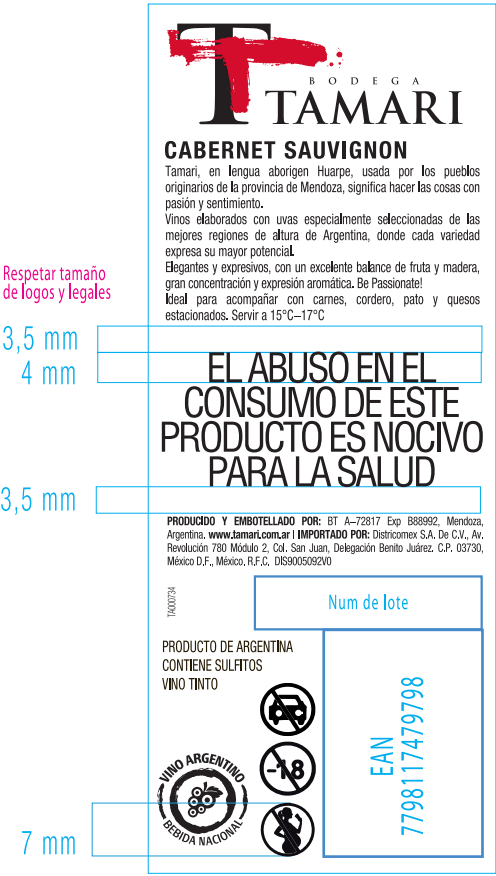 BODEGA
TAMARI
CABERNET SAUVIGNON
Tamari, en lengua aborigen Huarpe, usada por los pueblos
originarios de la provincia de Mendoza, significa hacer las cosas con
pasión y sentimiento.
Vinos elaborados con uvas especialmente seleccionadas de las
mejores regiones de altura de Argentina, donde cada variedad
expresa su mayor potencial.
Elegantes y expresivos, con un excelente balance de fruta y madera,
gran concentración y expresión aromática. Be Passionate!
Ideal para acompañar con carnes, cordero, pato y quesos
estacionados. Servir a 15°C–17°C
Respetar tamaño
de logos y legales
3,5 mm
4 mm
EL ABUSO EN EL
CONSUMO DE ESTE
PRODUCTO ES NOCIVO
PARA LA SALUD
3,5 mm
PRODUCIDO Y EMBOTELLADO POR: BT A–72817 Exp B88992, Mendoza,
Argentina. www.tamari.com.ar | IMPORTADO POR: Districomex S.A. De C.V., Av.
Revolución 780 Módulo 2, Col. San Juan, Delegación Benito Juárez. C.P. 03730,
México D.F., México. R.F.C. DIS9005092V0
TA000734
Num de lote
PRODUCTO DE ARGENTINA
CONTIENE SULFITOS
VINO TINTO
-18
VINO ARGENTINO
BEBIDA NACIONAL
EAN
7798117479798
7 mm